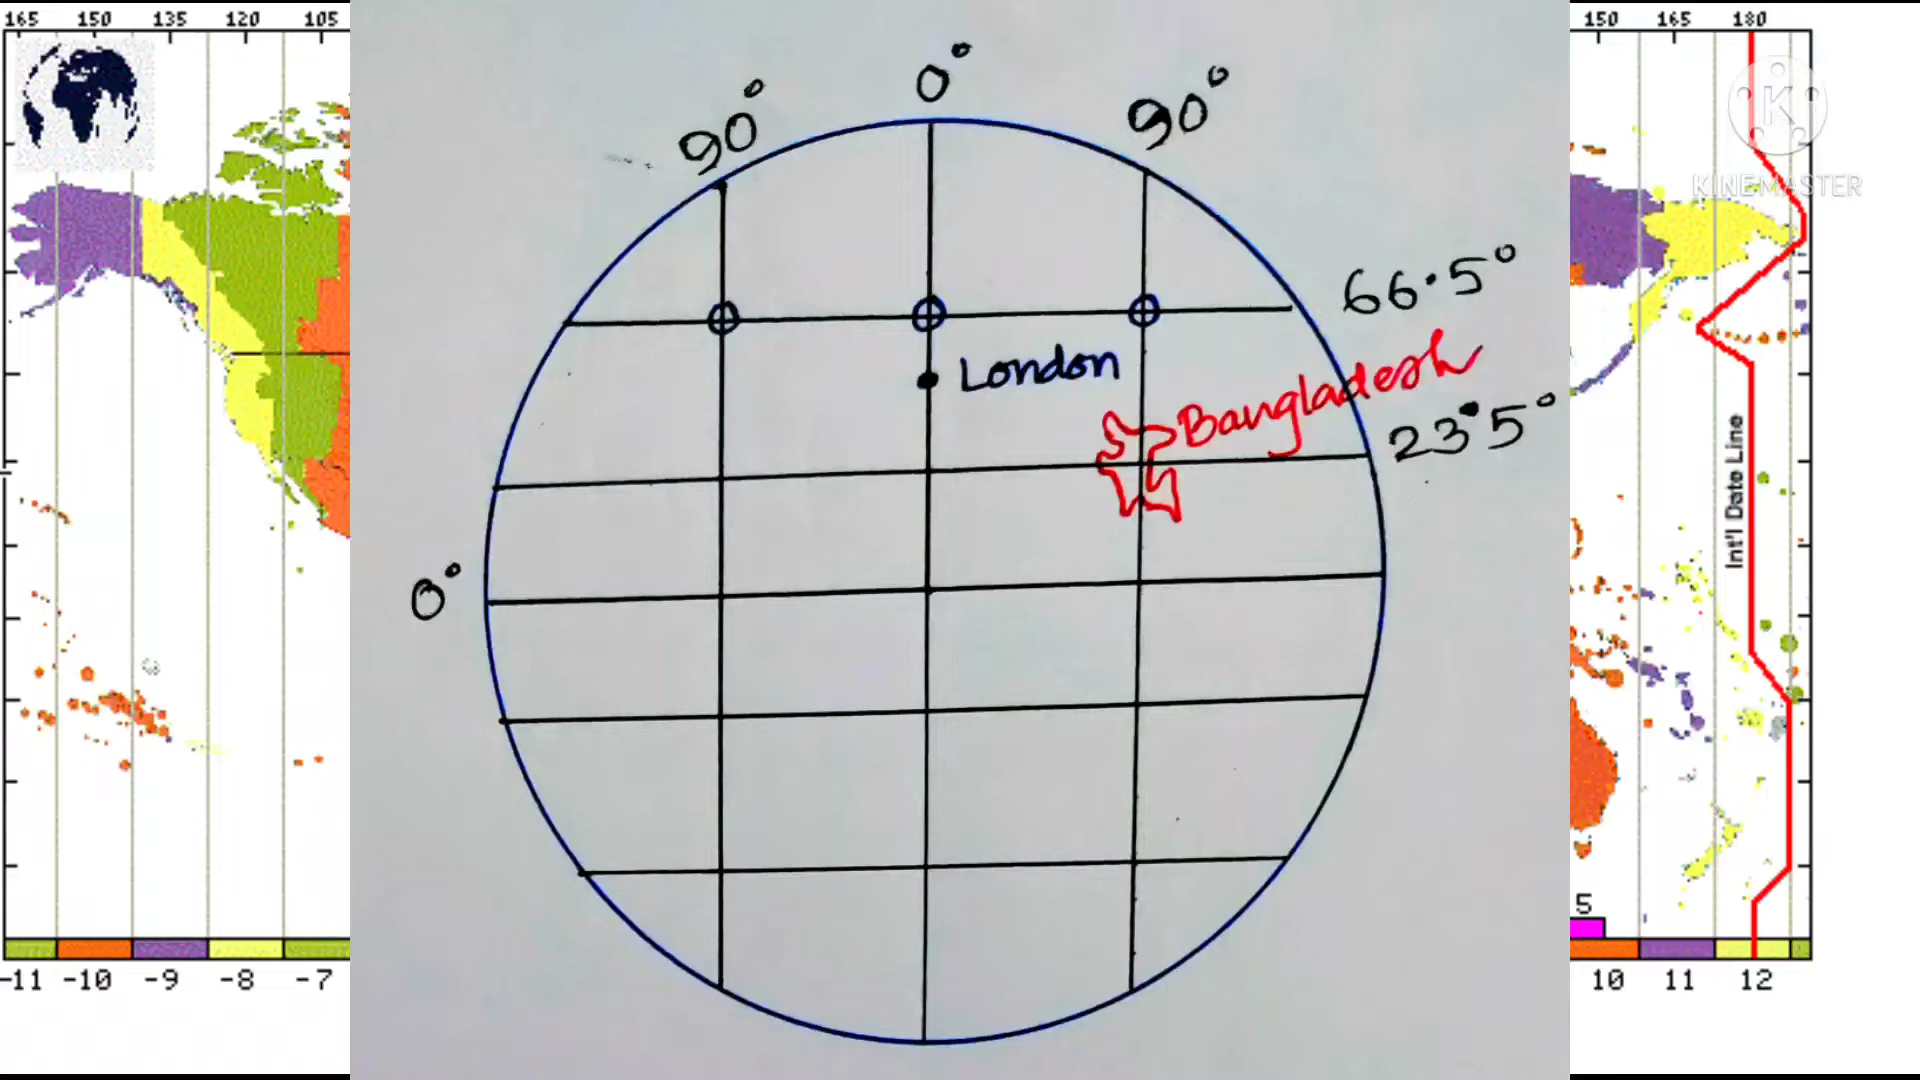 165 150 135 120 105
150 165 180
KINEMASTER
0°
90°
90°
66.5°
London
Bangladesh
23.5°
0°
Int'l Date Line
5
-11 -10 -9 -8 -7
10 11 12